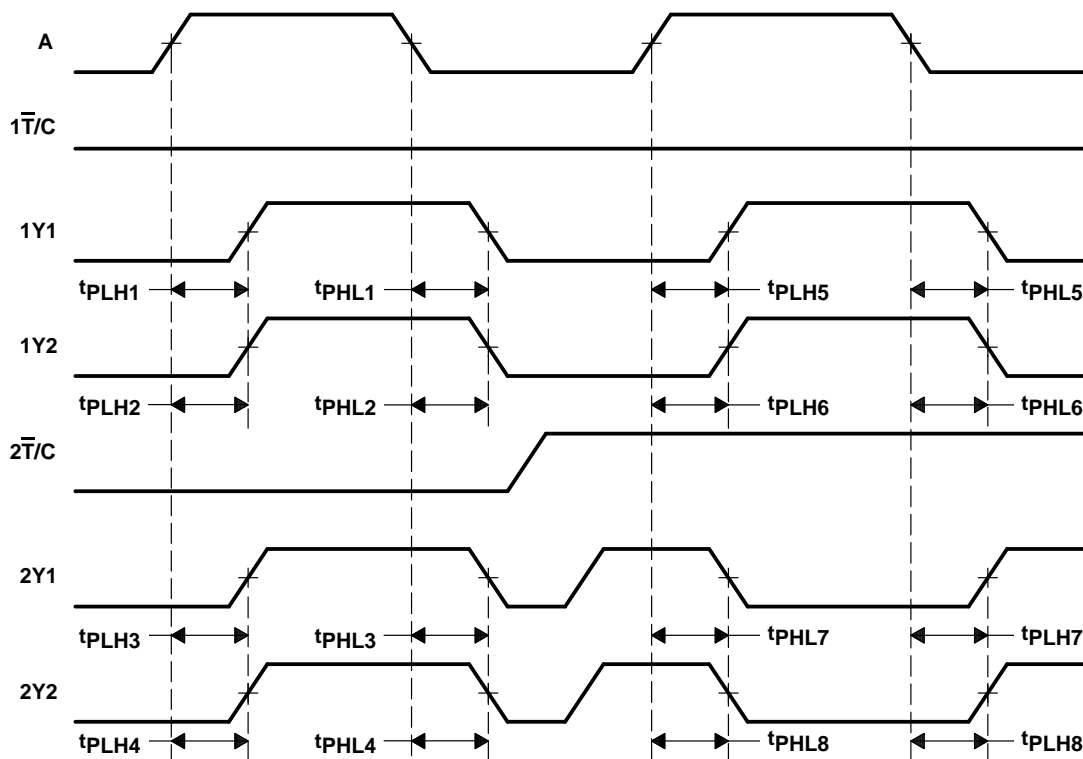 A
1T̅/C
1Y1
tPLH1 tPHL1 tPLH5 tPHL5
1Y2
tPLH2 tPHL2 tPLH6 tPHL6
2T̅/C
2Y1
tPLH3 tPHL3 tPHL7 tPLH7
2Y2
tPLH4 tPHL4 tPHL8 tPLH8